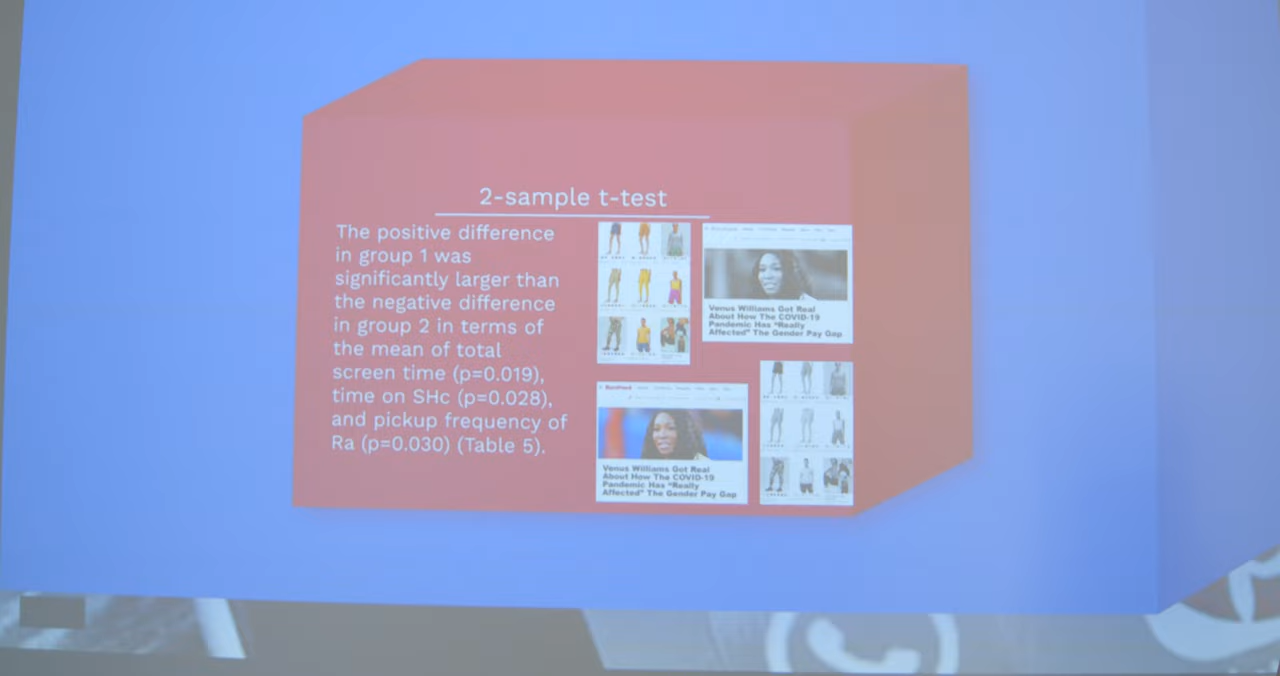 2-sample t-test
The positive difference
in group 1 was
significantly larger than
the negative difference
in group 2 in terms of
the mean of total
screen time (p=0.019),
time on SHc (p=0.028),
and pickup frequency of
Ra (p=0.030) (Table 5).
Venus Williams Got Real
About How The COVID-19
Pandemic Has "Really
Affected" The Gender Pay Gap
BuzzFeed
Venus Williams Got Real
About How The COVID-19
Pandemic Has "Really
Affected" The Gender Pay Gap